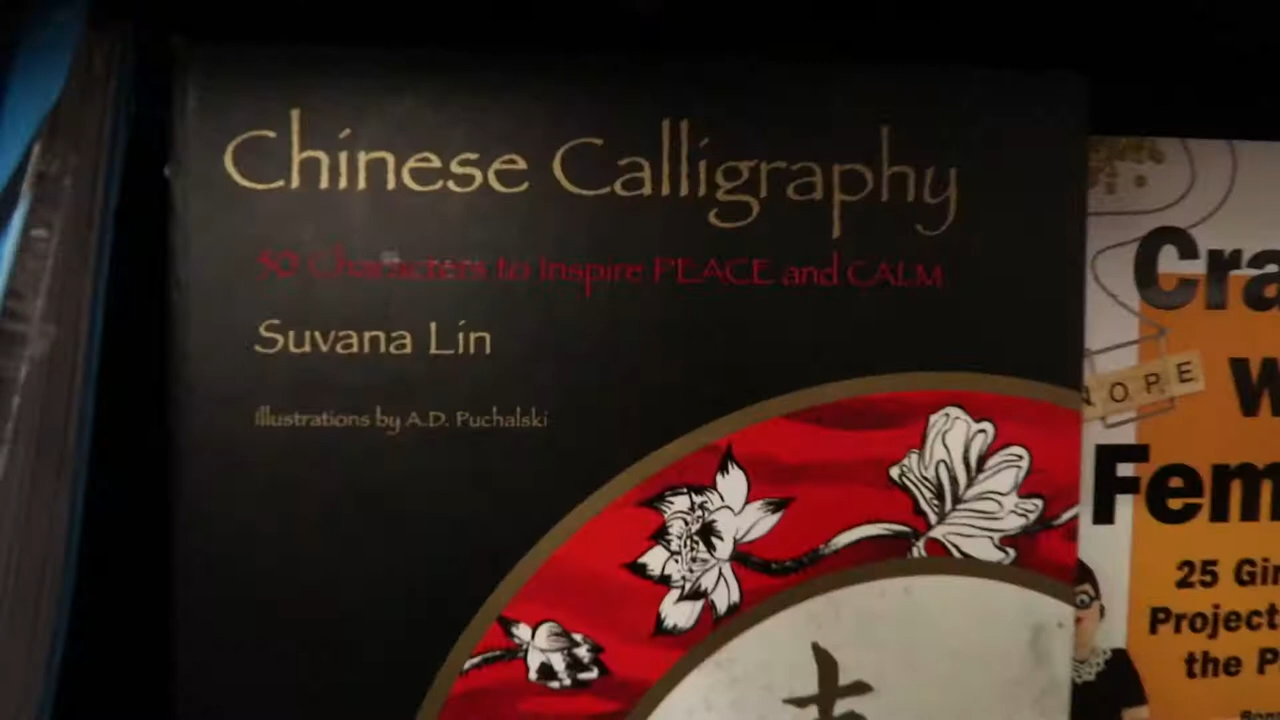 Chinese Calligraphy
50 Characters to Inspire PEACE and CALM
Suvana Lin
Illustrations by A.D. Puchalski
Cra
NOPE
w
Fem
25 Gir
Project
the P